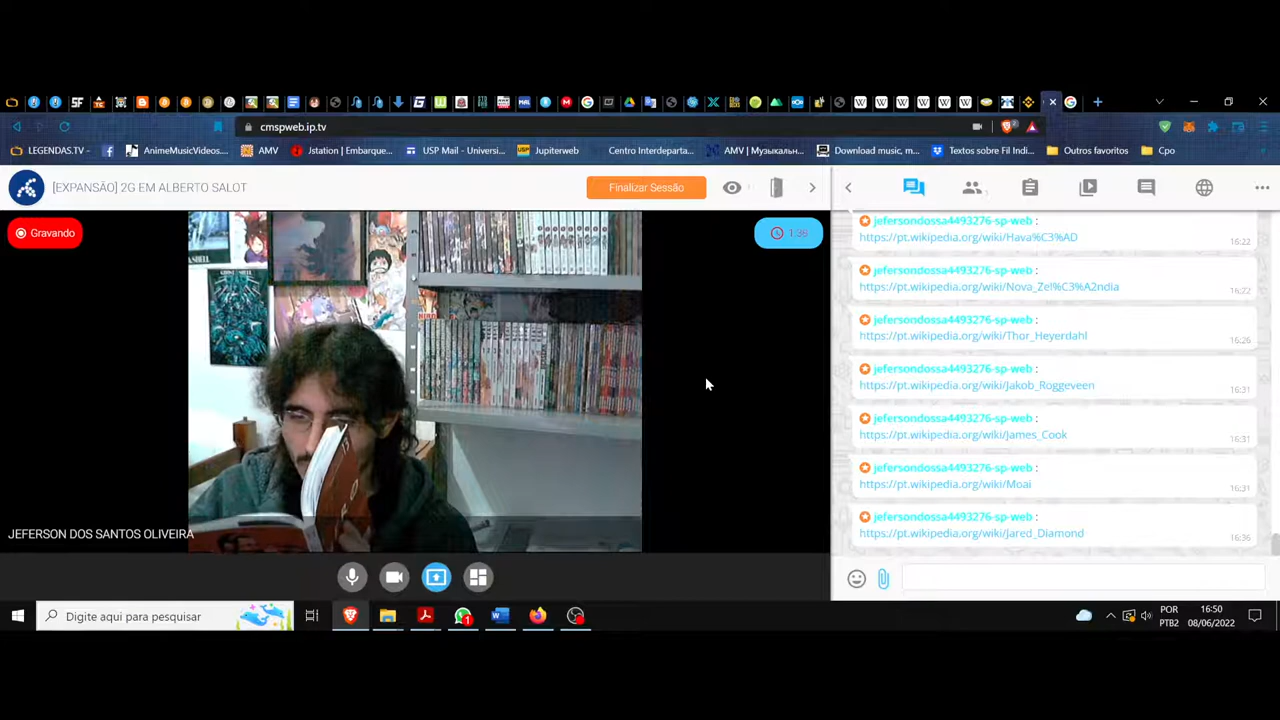 cmspweb.ip.tv
LEGENDAS.TV -
AnimeMusicVideos...
AMV
Jstation | Embarque...
USP Mail - Universi...
Jupiterweb
Centro Interdeparta...
AMV | Музыкальн...
Download music, m...
Textos sobre Fil Indi...
Outros favoritos
Cpo
[EXPANSÃO] 2G EM ALBERTO SALOT
Finalizar Sessão
Gravando
1:36
jefersondossa4493276-sp-web :
https://pt.wikipedia.org/wiki/Hava%C3%AD
16:22
jefersondossa4493276-sp-web :
https://pt.wikipedia.org/wiki/Nova_Zel%C3%A2ndia
16:22
jefersondossa4493276-sp-web :
https://pt.wikipedia.org/wiki/Thor_Heyerdahl
16:26
jefersondossa4493276-sp-web :
https://pt.wikipedia.org/wiki/Jakob_Roggeveen
16:31
jefersondossa4493276-sp-web :
https://pt.wikipedia.org/wiki/James_Cook
16:31
jefersondossa4493276-sp-web :
https://pt.wikipedia.org/wiki/Moai
16:31
jefersondossa4493276-sp-web :
https://pt.wikipedia.org/wiki/Jared_Diamond
16:36
JEFERSON DOS SANTOS OLIVEIRA
Digite aqui para pesquisar
POR
PTB2
16:50
08/06/2022